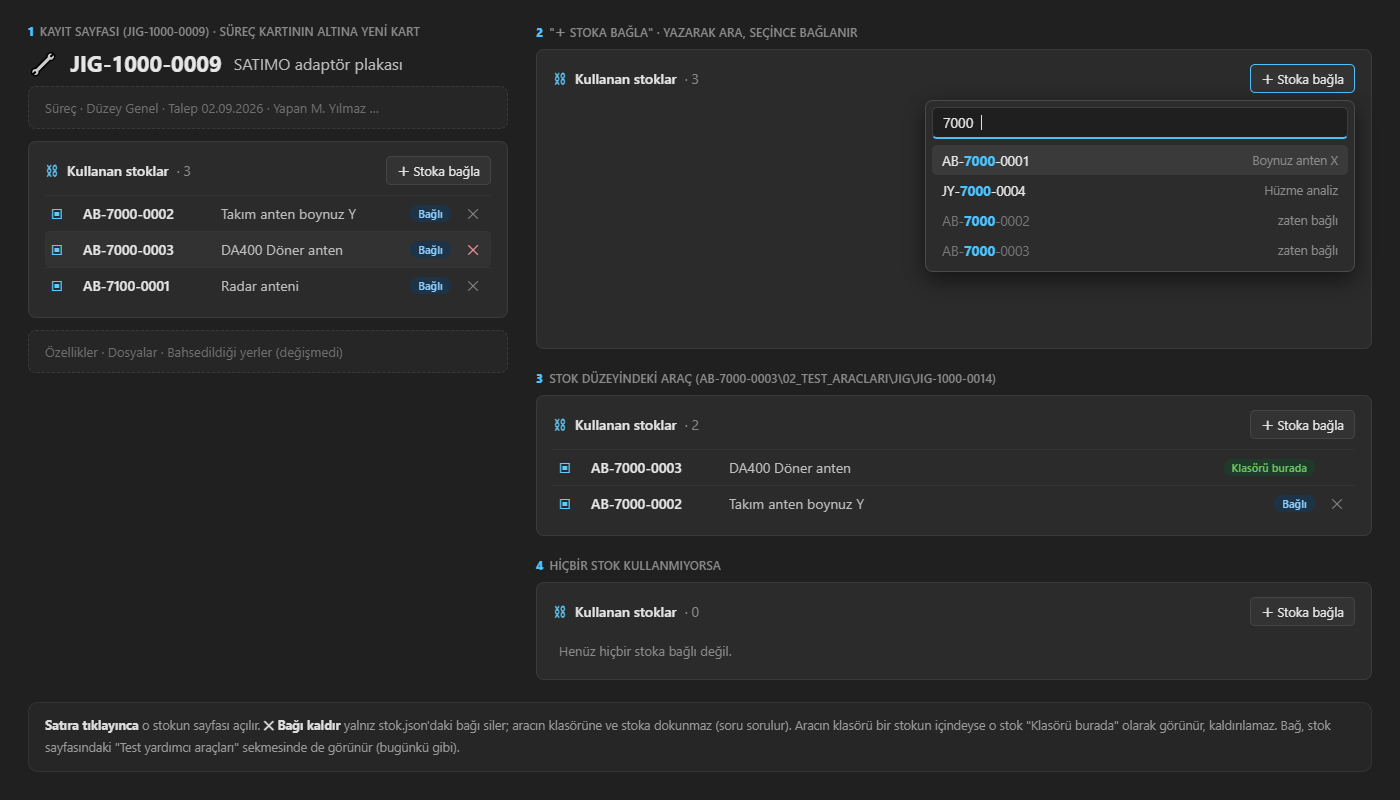 1 KAYIT SAYFASI (JIG-1000-0009) · SÜREÇ KARTININ ALTINA YENİ KART
JIG-1000-0009 SATIMO adaptör plakası
Süreç · Düzey Genel · Talep 02.09.2026 · Yapan M. Yılmaz ...
Kullanan stoklar · 3 + Stoka bağla
AB-7000-0002 Takım anten boynuz Y Bağlı ×
AB-7000-0003 DA400 Döner anten Bağlı ×
AB-7100-0001 Radar anteni Bağlı ×
Özellikler · Dosyalar · Bahsedildiği yerler (değişmedi)
2 "+ STOKA BAĞLA" · YAZARAK ARA, SEÇİNCE BAĞLANIR
Kullanan stoklar · 3 + Stoka bağla
7000
AB-7000-0001 Boynuz anten X
JY-7000-0004 Hüzme analiz
AB-7000-0002 zaten bağlı
AB-7000-0003 zaten bağlı
3 STOK DÜZEYİNDEKİ ARAÇ (AB-7000-0003\02_TEST_ARACLARI\JIG\JIG-1000-0014)
Kullanan stoklar · 2 + Stoka bağla
AB-7000-0003 DA400 Döner anten Klasörü burada
AB-7000-0002 Takım anten boynuz Y Bağlı ×
4 HİÇBİR STOK KULLANMIYORSA
Kullanan stoklar · 0 + Stoka bağla
Henüz hiçbir stoka bağlı değil.
Satıra tıklayınca o stokun sayfası açılır. × Bağı kaldır yalnız stok.json'daki bağı siler; aracın klasörüne ve stoka dokunmaz (soru sorulur). Aracın klasörü bir stokun içindeyse o stok "Klasörü burada" olarak görünür, kaldırılamaz. Bağ, stok
sayfasındaki "Test yardımcı araçları" sekmesinde de görünür (bugünkü gibi).